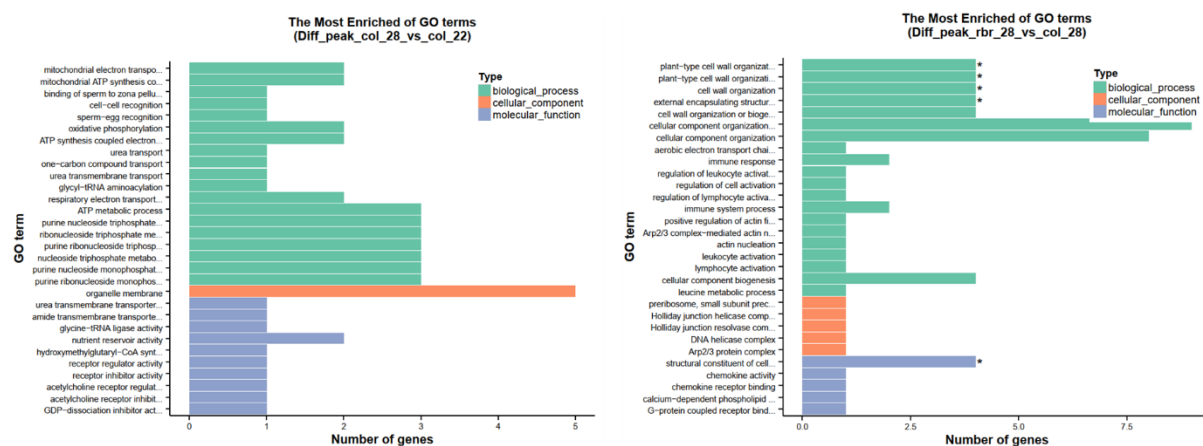 The Most Enriched of GO terms
(Diff_peak_col_28_vs_col_22)
GO term
mitochondrial electron transpo...
mitochondrial ATP synthesis co...
binding of sperm to zona pellu...
cell-cell recognition
sperm-egg recognition
oxidative phosphorylation
ATP synthesis coupled electron...
urea transport
one-carbon compound transport
urea transmembrane transport
glycyl-tRNA aminoacylation
respiratory electron transport...
ATP metabolic process
purine nucleoside triphosphate...
ribonucleoside triphosphate me...
purine ribonucleoside triphosp...
nucleoside triphosphate metabo...
purine nucleoside monophosphat...
purine ribonucleoside monophos...
organelle membrane
urea transmembrane transporter...
amide transmembrane transporte...
glycine-tRNA ligase activity
nutrient reservoir activity
hydroxymethylglutaryl-CoA synt...
receptor regulator activity
receptor inhibitor activity
acetylcholine receptor regulat...
acetylcholine receptor inhibit...
GDP-dissociation inhibitor act...
Type
biological_process
cellular_component
molecular_function
0 1 2 3 4 5
Number of genes
The Most Enriched of GO terms
(Diff_peak_rbr_28_vs_col_28)
GO term
plant-type cell wall organizat... *
plant-type cell wall organizati... *
cell wall organization *
external encapsulating structur... *
cell wall organization or bioge...
cellular component organization...
cellular component organization
aerobic electron transport chai...
immune response
regulation of leukocyte activat...
regulation of cell activation
regulation of lymphocyte activa...
immune system process
positive regulation of actin fi...
Arp2/3 complex-mediated actin n...
actin nucleation
leukocyte activation
lymphocyte activation
cellular component biogenesis
leucine metabolic process
preribosome, small subunit prec...
Holliday junction helicase comp...
Holliday junction resolvase com...
DNA helicase complex
Arp2/3 protein complex
structural constituent of cell... *
chemokine activity
chemokine receptor binding
calcium-dependent phospholipid ...
G-protein coupled receptor bind...
Type
biological_process
cellular_component
molecular_function
0.0 2.5 5.0 7.5
Number of genes